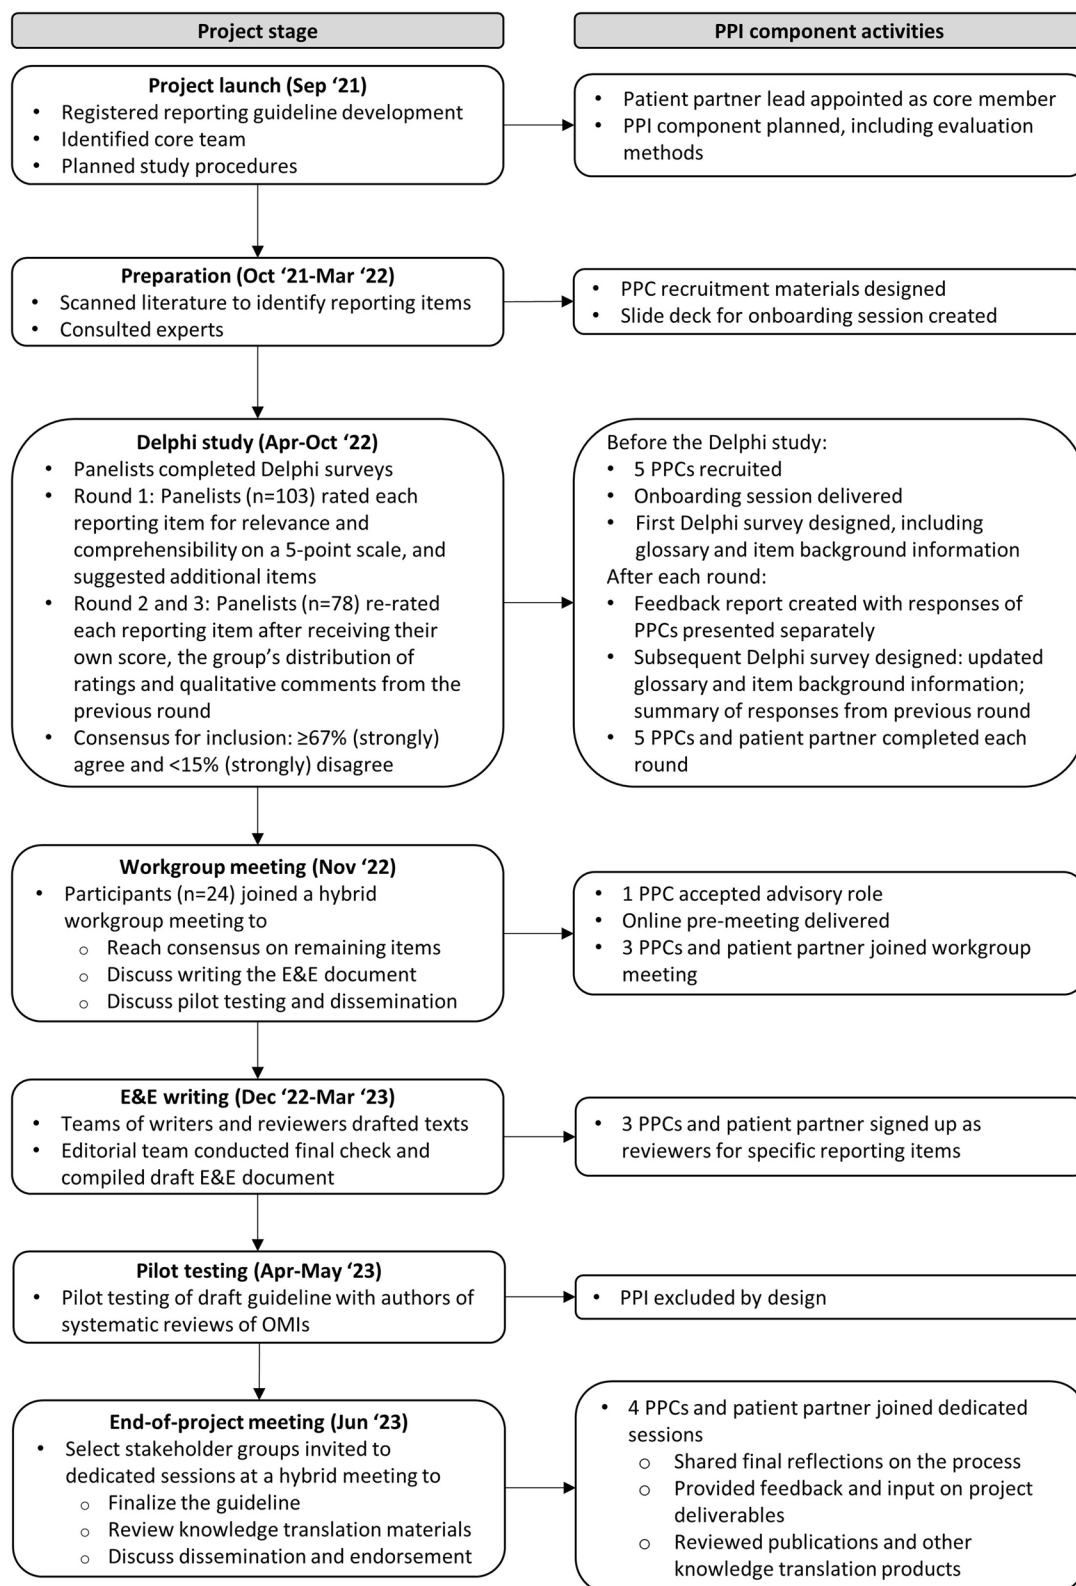 Project stage
PPI component activities
Project launch (Sep ‘21)
• Registered reporting guideline development
• Identified core team
• Planned study procedures
• Patient partner lead appointed as core member
• PPI component planned, including evaluation
methods
Preparation (Oct ‘21-Mar ‘22)
• Scanned literature to identify reporting items
• Consulted experts
• PPC recruitment materials designed
• Slide deck for onboarding session created
Delphi study (Apr-Oct ‘22)
• Panelists completed Delphi surveys
• Round 1: Panelists (n=103) rated each
reporting item for relevance and
comprehensibility on a 5-point scale, and
suggested additional items
• Round 2 and 3: Panelists (n=78) re-rated
each reporting item after receiving their
own score, the group’s distribution of
ratings and qualitative comments from the
previous round
• Consensus for inclusion: ≥67% (strongly)
agree and <15% (strongly) disagree
Before the Delphi study:
• 5 PPCs recruited
• Onboarding session delivered
• First Delphi survey designed, including
glossary and item background information
After each round:
• Feedback report created with responses of
PPCs presented separately
• Subsequent Delphi survey designed: updated
glossary and item background information;
summary of responses from previous round
• 5 PPCs and patient partner completed each
round
Workgroup meeting (Nov ‘22)
• Participants (n=24) joined a hybrid
workgroup meeting to
o Reach consensus on remaining items
o Discuss writing the E&E document
o Discuss pilot testing and dissemination
• 1 PPC accepted advisory role
• Online pre-meeting delivered
• 3 PPCs and patient partner joined workgroup
meeting
E&E writing (Dec ‘22-Mar ‘23)
• Teams of writers and reviewers drafted texts
• Editorial team conducted final check and
compiled draft E&E document
• 3 PPCs and patient partner signed up as
reviewers for specific reporting items
Pilot testing (Apr-May ‘23)
• Pilot testing of draft guideline with authors of
systematic reviews of OMIs
• PPI excluded by design
End-of-project meeting (Jun ‘23)
• Select stakeholder groups invited to
dedicated sessions at a hybrid meeting to
o Finalize the guideline
o Review knowledge translation materials
o Discuss dissemination and endorsement
• 4 PPCs and patient partner joined dedicated
sessions
o Shared final reflections on the process
o Provided feedback and input on project
deliverables
o Reviewed publications and other
knowledge translation products